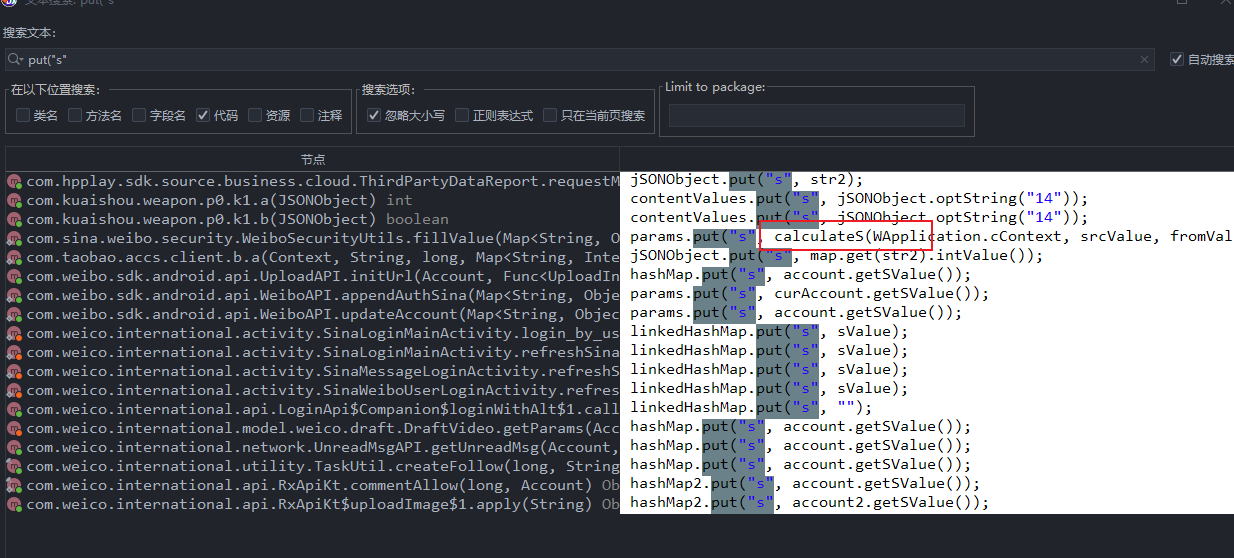 文本搜索: put("s"
搜索文本：
put("s"
自动搜索
在以下位置搜索：
类名 方法名 字段名 代码 资源 注释
搜索选项：
忽略大小写 正则表达式 只在当前页搜索
Limit to package:
节点
com.hpplay.sdk.source.business.cloud.ThirdPartyDataReport.requestM jSONObject.put("s", str2);
com.kuaishou.weapon.p0.k1.a(JSONObject) int contentValues.put("s", jSONObject.optString("14"));
com.kuaishou.weapon.p0.k1.b(JSONObject) boolean contentValues.put("s", jSONObject.optString("14"));
com.sina.weibo.security.WeiboSecurityUtils.fillValue(Map<String, O params.put("s", calculateS(WApplication.cContext, srcValue, fromVal
com.taobao.accs.client.b.a(Context, String, long, Map<String, Inte jSONObject.put("s", map.get(str2).intValue());
com.weibo.sdk.android.api.UploadAPI.initUrl(Account, Func<UploadIn hashMap.put("s", account.getSValue());
com.weibo.sdk.android.api.WeiboAPI.appendAuthSina(Map<String, Obje params.put("s", curAccount.getSValue());
com.weibo.sdk.android.api.WeiboAPI.updateAccount(Map<String, Objec params.put("s", account.getSValue());
com.weico.international.activity.SinaLoginMainActivity.login_by_us linkedHashMap.put("s", sValue);
com.weico.international.activity.SinaLoginMainActivity.refreshSina linkedHashMap.put("s", sValue);
com.weico.international.activity.SinaMessageLoginActivity.refreshS linkedHashMap.put("s", sValue);
com.weico.international.activity.SinaWeiboUserLoginActivity.refres linkedHashMap.put("s", sValue);
com.weico.international.api.LoginApi$Companion$loginWithAlt$1.call linkedHashMap.put("s", "");
com.weico.international.model.weico.draft.DraftVideo.getParams(Acc hashMap.put("s", account.getSValue());
com.weico.international.network.UnreadMsgAPI.getUnreadMsg(Account, hashMap.put("s", account.getSValue());
com.weico.international.utility.TaskUtil.createFollow(long, String hashMap.put("s", account.getSValue());
com.weico.international.api.RxApiKt.commentAllow(long, Account) Ob hashMap2.put("s", account.getSValue());
com.weico.international.api.RxApiKt$uploadImage$1.apply(String) Ob hashMap2.put("s", account2.getSValue());